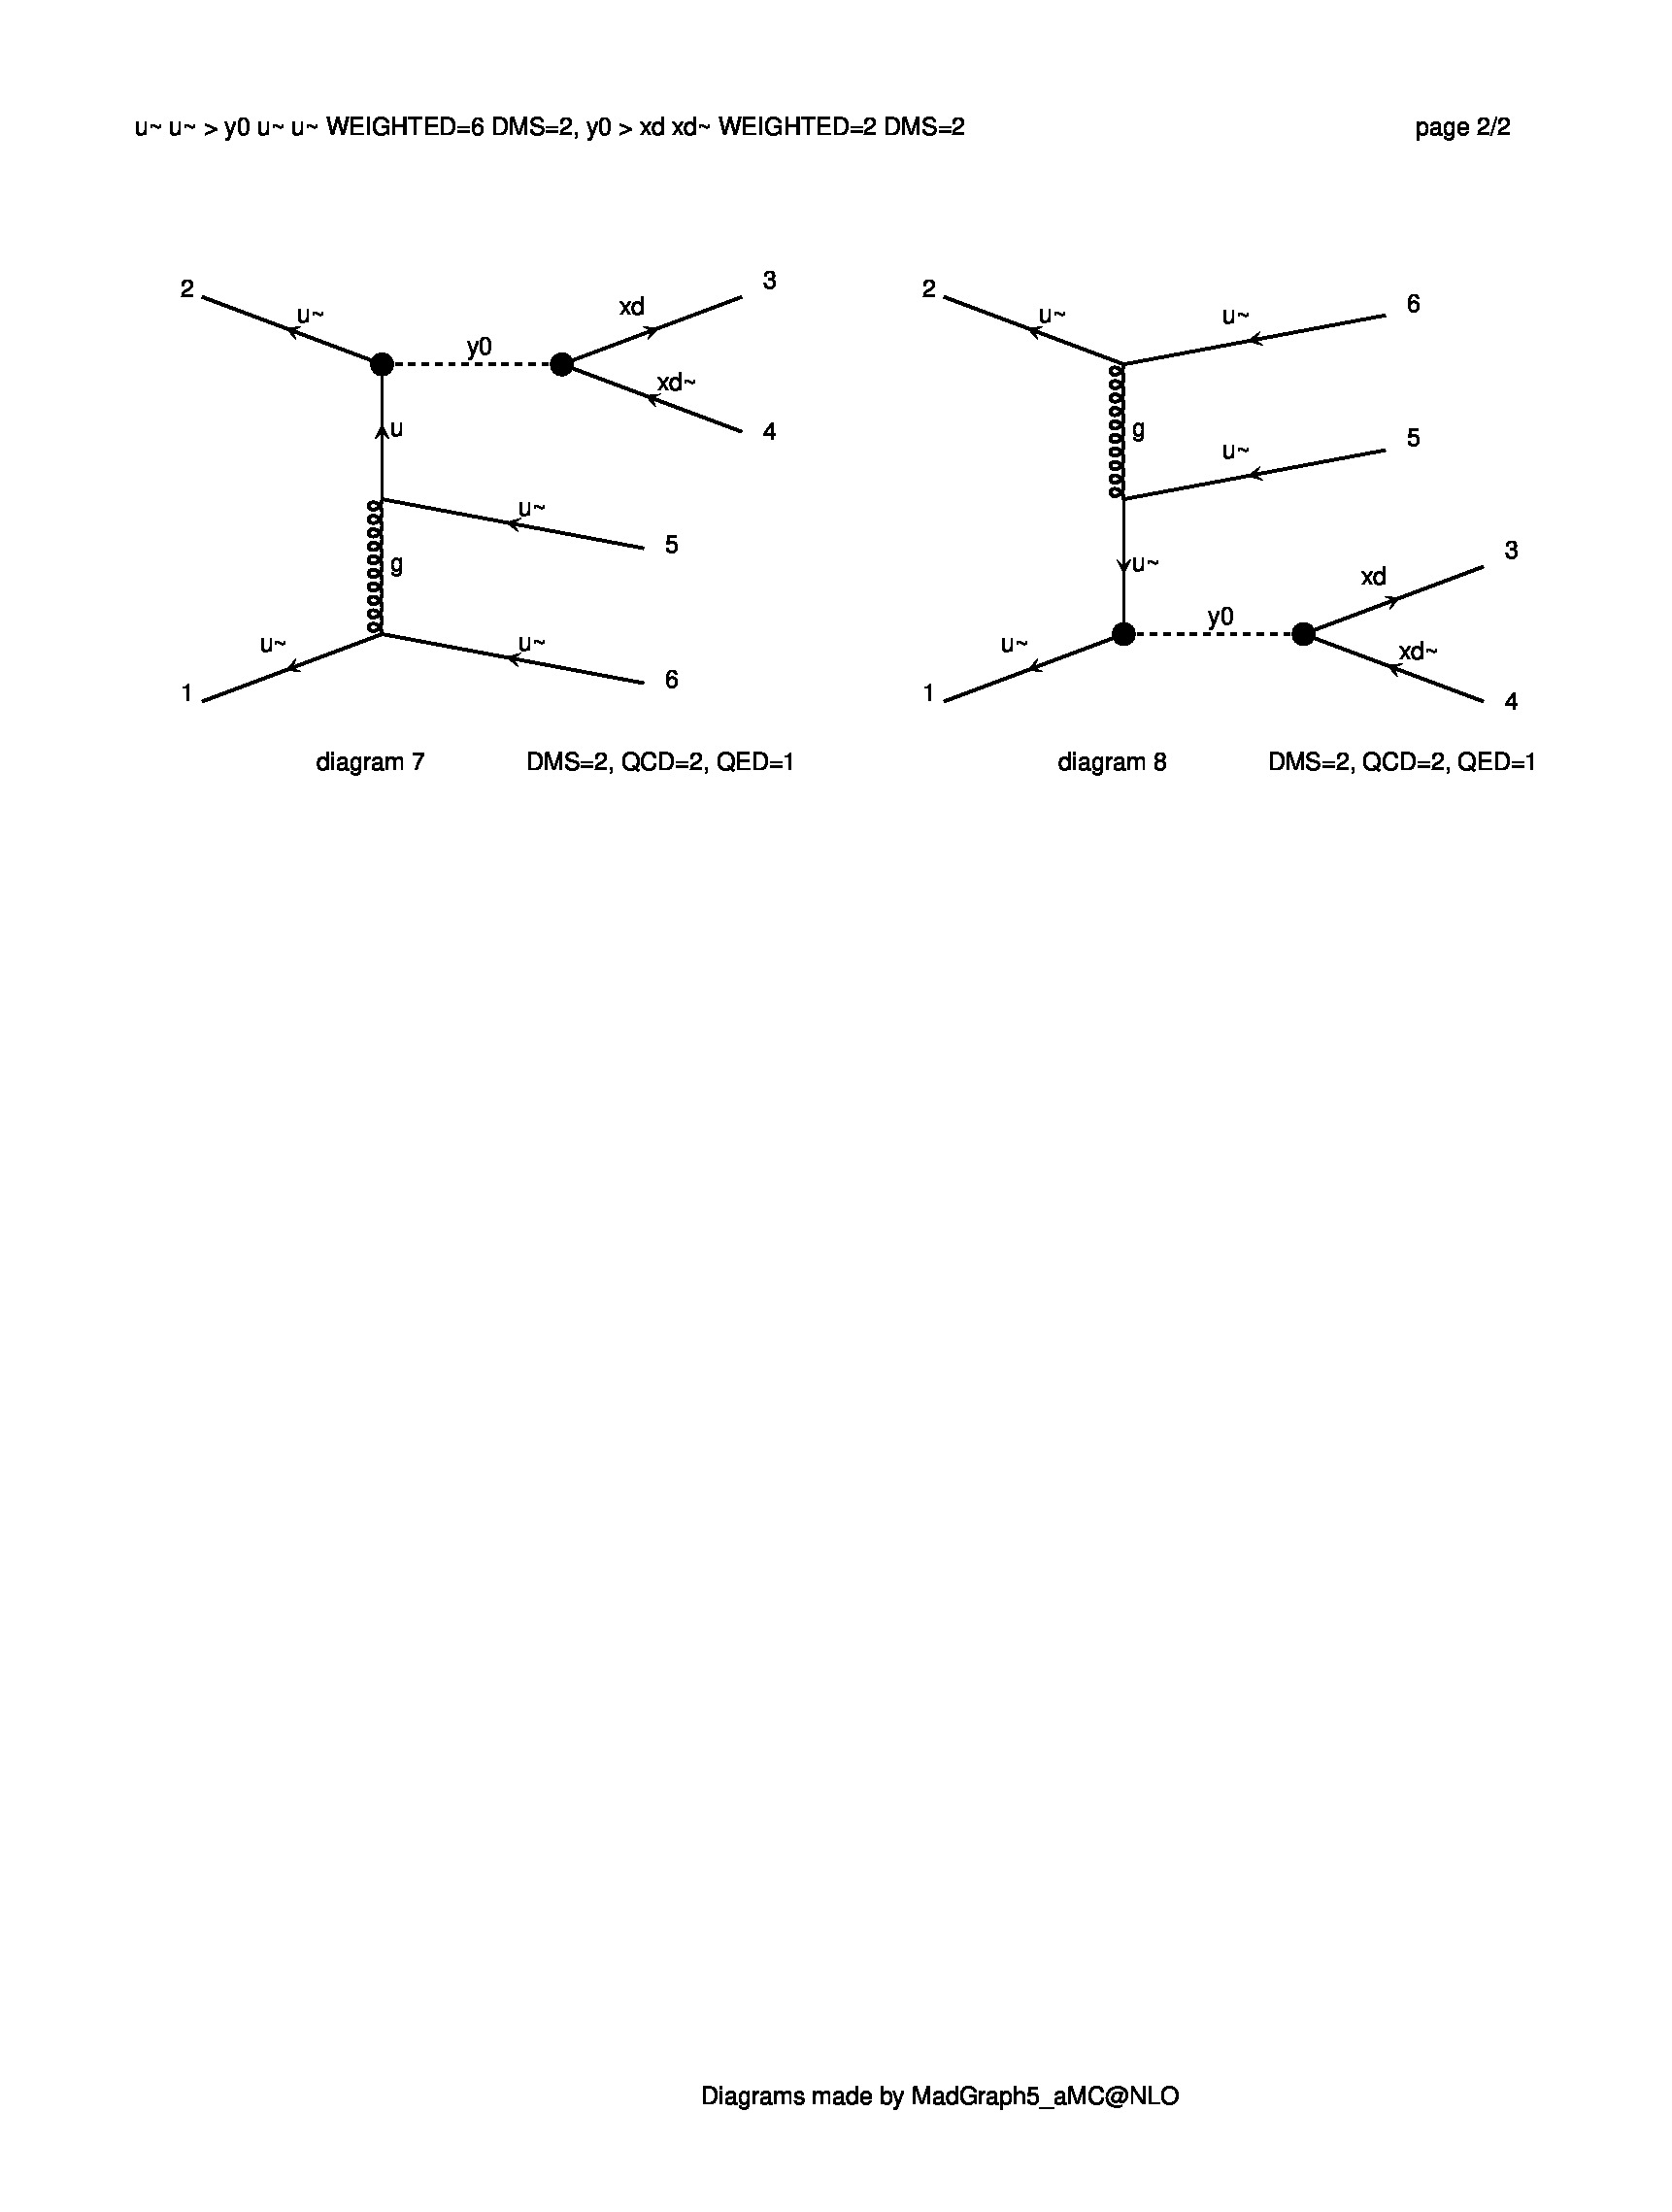 u~ u~ > y0 u~ u~ WEIGHTED=6 DMS=2, y0 > xd xd~ WEIGHTED=2 DMS=2
page 2/2
2
u~
y0
xd
3
xd~
4
u
u~
5
g
u~
1
u~
6
diagram 7
DMS=2, QCD=2, QED=1
2
u~
u~
6
g
u~
5
u~
u~
1
y0
xd
3
xd~
4
diagram 8
DMS=2, QCD=2, QED=1
Diagrams made by MadGraph5_aMC@NLO